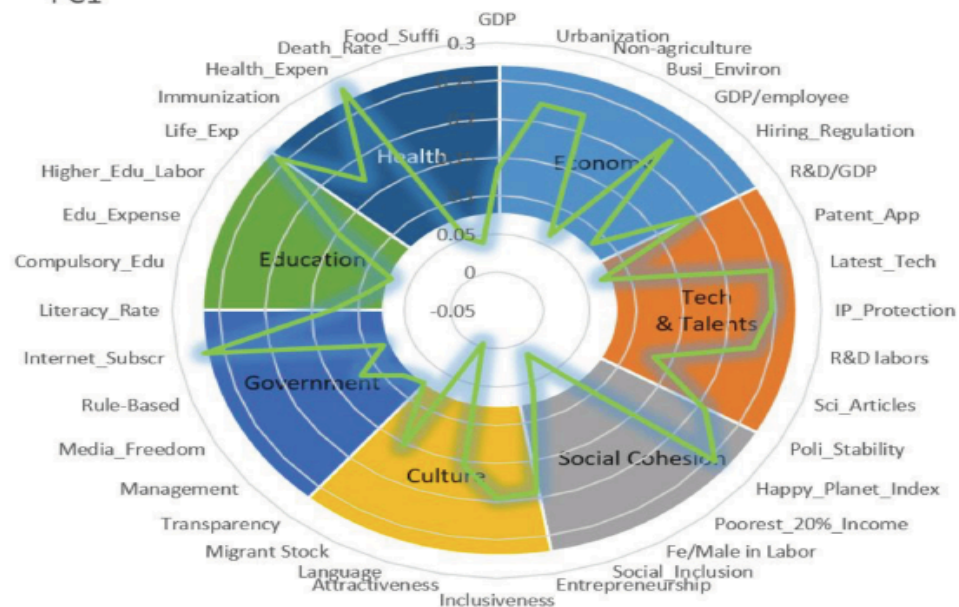 GDP
Food_Suffi
0.3
Urbanization
Death_Rate
Non-agriculture
Health_Expen
Busi_Environ
Immunization
GDP/employee
Life_Exp
Hiring_Regulation
Health
Economy
Higher_Edu_Labor
R&D/GDP
Edu_Expense
Patent_App
0.05
Compulsory_Edu
Education
0
Latest_Tech
Literacy_Rate
-0.05
Tech
& Talents
IP_Protection
Internet_Subscr
R&D labors
Government
Rule-Based
Sci_Articles
Media_Freedom
Culture
Social Cohesion
Poli_Stability
Management
Happy_Planet_Index
Transparency
Poorest_20%_Income
Migrant Stock
Fe/Male in Labor
Language
Social_Inclusion
Attractiveness
Entrepreneurship
Inclusiveness